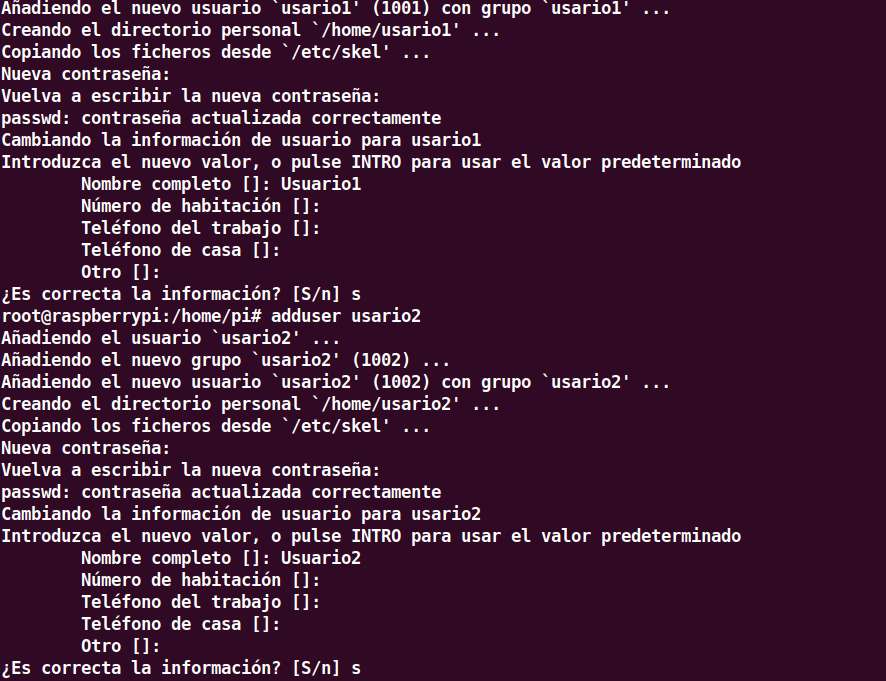 Añadiendo el nuevo usuario `usario1' (1001) con grupo `usario1' ...
Creando el directorio personal `/home/usario1' ...
Copiando los ficheros desde `/etc/skel' ...
Nueva contraseña:
Vuelva a escribir la nueva contraseña:
passwd: contraseña actualizada correctamente
Cambiando la información de usuario para usario1
Introduzca el nuevo valor, o pulse INTRO para usar el valor predeterminado
Nombre completo []: Usuario1
Número de habitación []:
Teléfono del trabajo []:
Teléfono de casa []:
Otro []:
¿Es correcta la información? [S/n] s
root@raspberrypi:/home/pi# adduser usario2
Añadiendo el usuario `usario2' ...
Añadiendo el nuevo grupo `usario2' (1002) ...
Añadiendo el nuevo usuario `usario2' (1002) con grupo `usario2' ...
Creando el directorio personal `/home/usario2' ...
Copiando los ficheros desde `/etc/skel' ...
Nueva contraseña:
Vuelva a escribir la nueva contraseña:
passwd: contraseña actualizada correctamente
Cambiando la información de usuario para usario2
Introduzca el nuevo valor, o pulse INTRO para usar el valor predeterminado
Nombre completo []: Usuario2
Número de habitación []:
Teléfono del trabajo []:
Teléfono de casa []:
Otro []:
¿Es correcta la información? [S/n] s